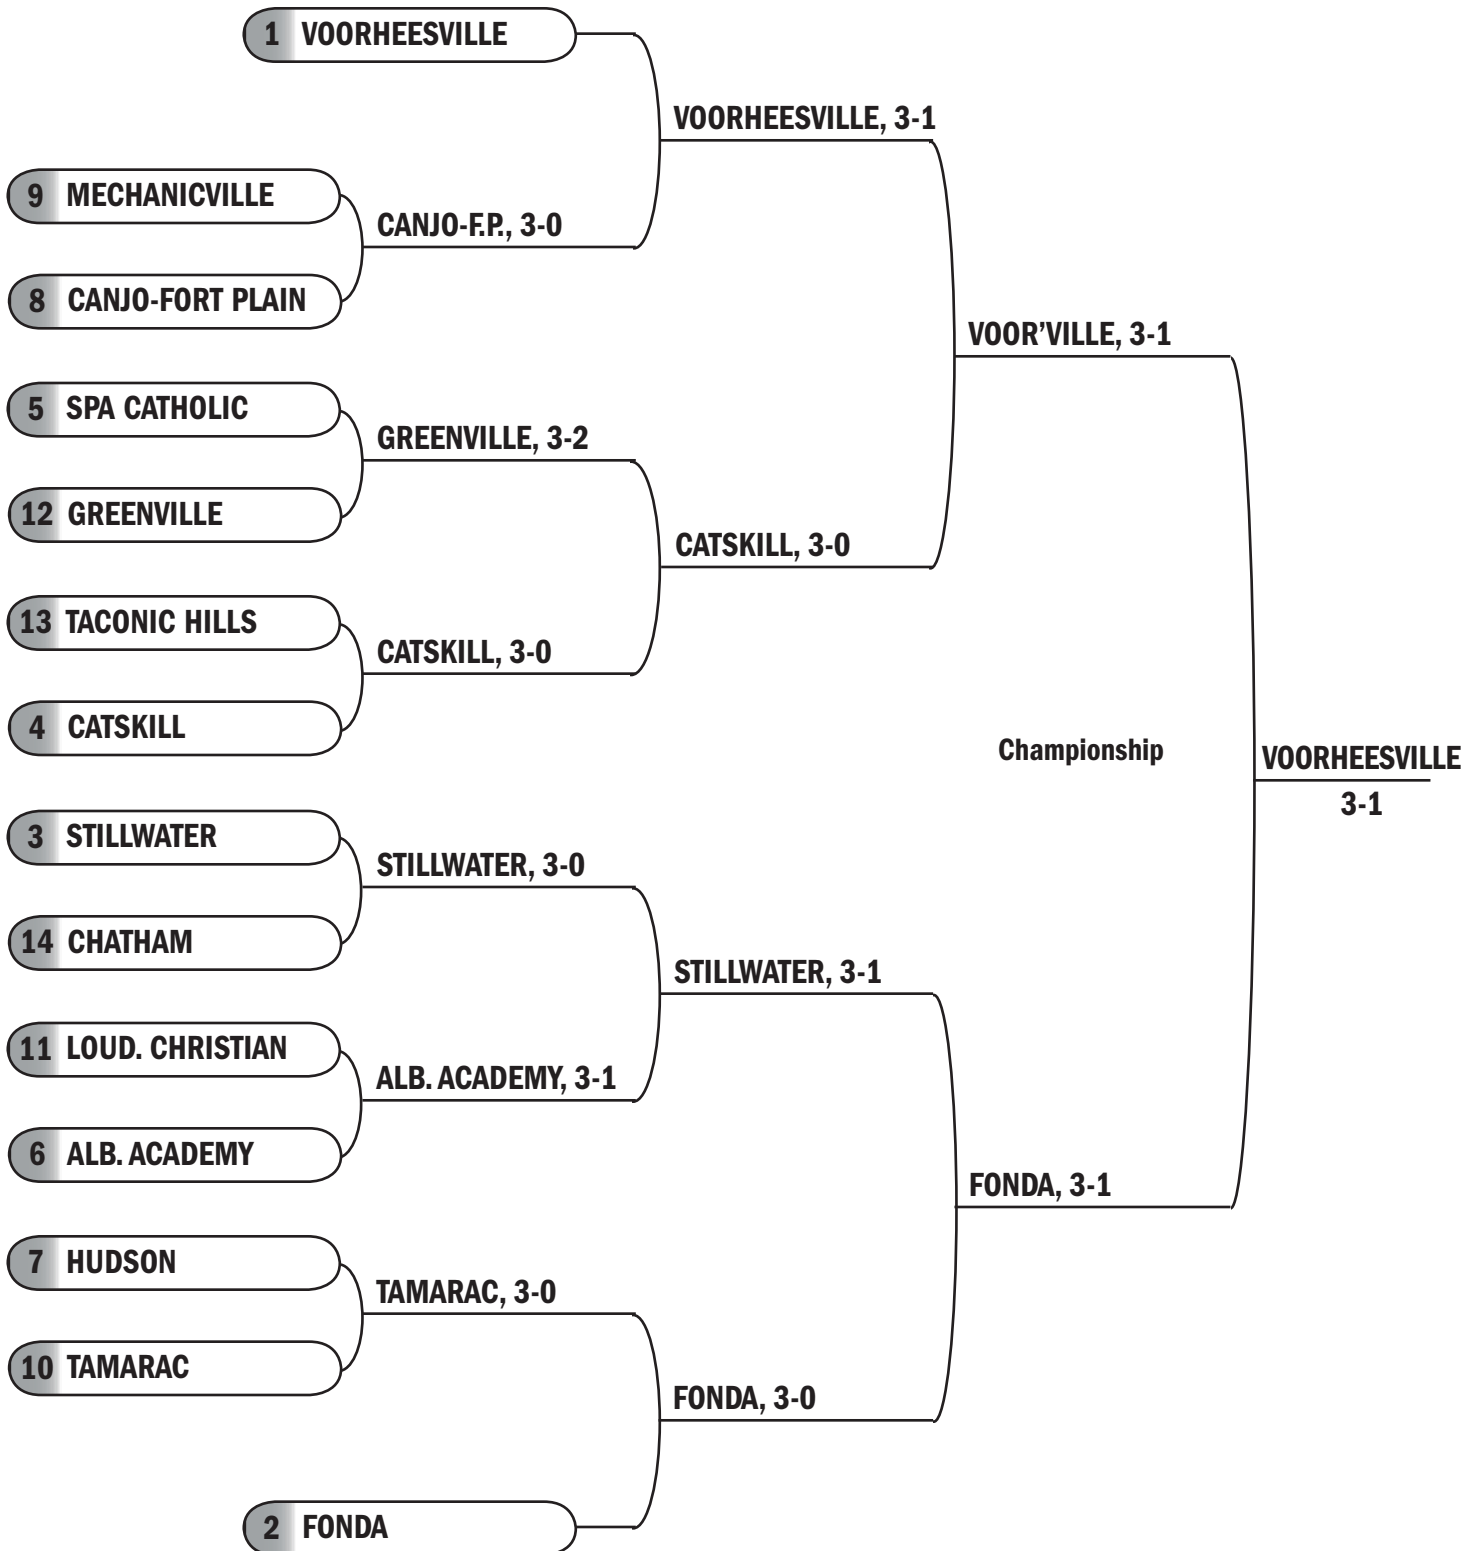 1 VOORHEESVILLE
VOORHEESVILLE, 3-1
9 MECHANICVILLE
CANJO-F.P., 3-0
8 CANJO-FORT PLAIN
VOOR'VILLE, 3-1
5 SPA CATHOLIC
GREENVILLE, 3-2
12 GREENVILLE
CATSKILL, 3-0
13 TACONIC HILLS
CATSKILL, 3-0
4 CATSKILL
Championship
VOORHEESVILLE
3-1
3 STILLWATER
STILLWATER, 3-0
14 CHATHAM
STILLWATER, 3-1
11 LOUD. CHRISTIAN
ALB. ACADEMY, 3-1
6 ALB. ACADEMY
FONDA, 3-1
7 HUDSON
TAMARAC, 3-0
10 TAMARAC
FONDA, 3-0
2 FONDA